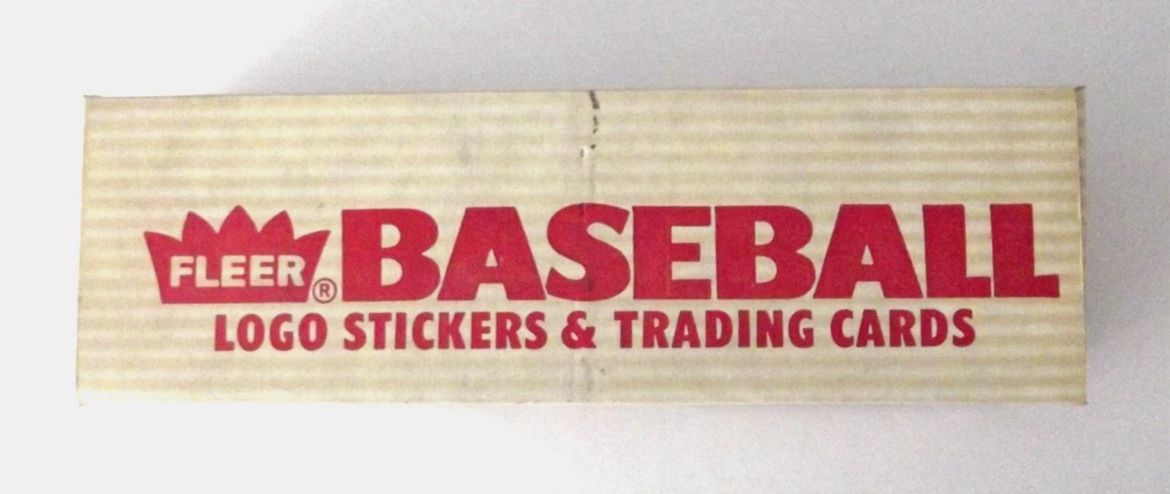 FLEER® BASEBALL
LOGO STICKERS & TRADING CARDS